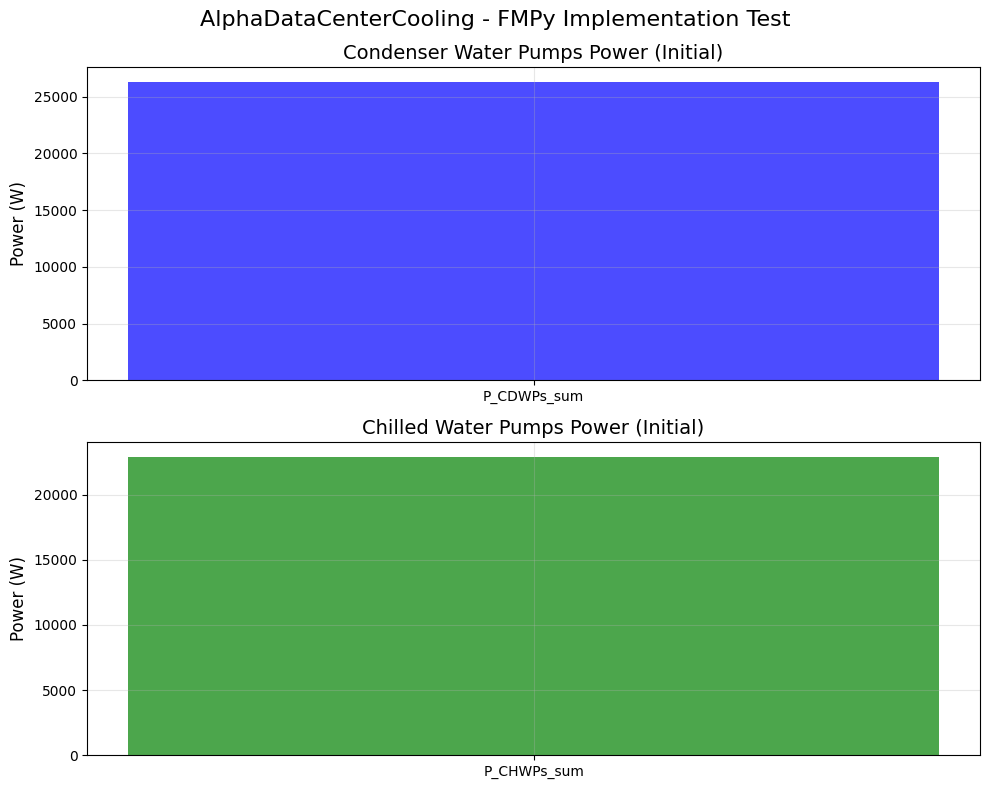 AlphaDataCenterCooling - FMPy Implementation Test
Condenser Water Pumps Power (Initial)
25000
20000
15000
10000
5000
0
Power (W)
P_CDWPs_sum
Chilled Water Pumps Power (Initial)
20000
15000
10000
5000
0
Power (W)
P_CHWPs_sum